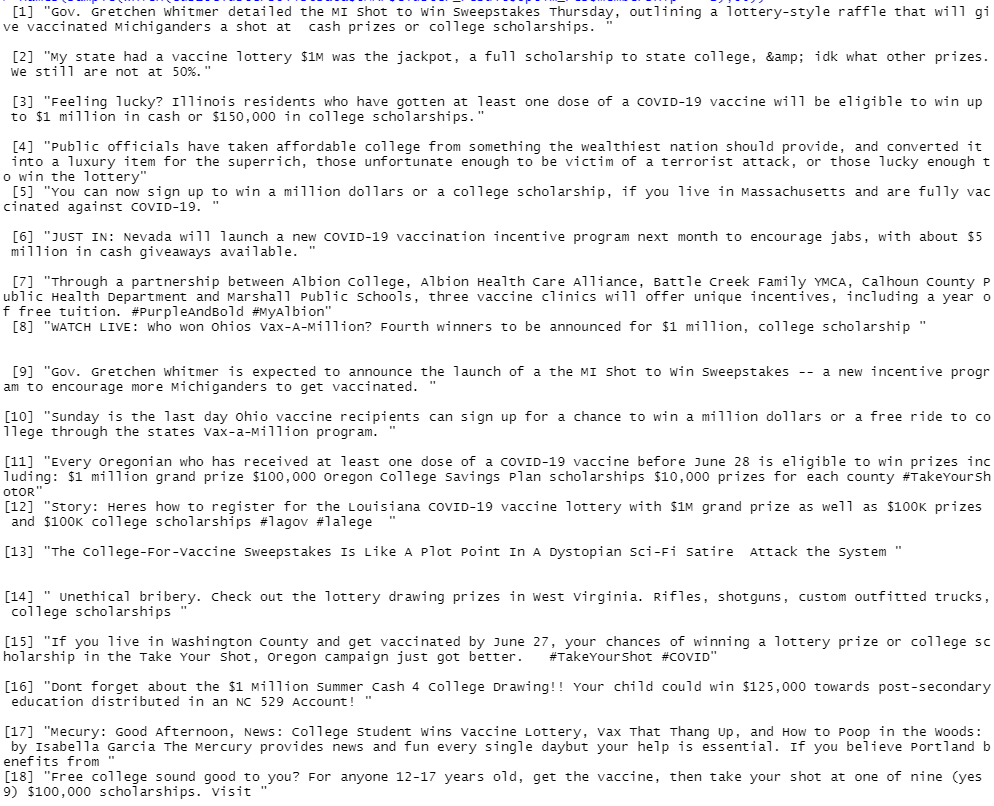 [1] "Gov. Gretchen Whitmer detailed the MI Shot to Win Sweepstakes Thursday, outlining a lottery-style raffle that will gi
ve vaccinated Michiganders a shot at  cash prizes or college scholarships. "
[2] "My state had a vaccine lottery $1M was the jackpot, a full scholarship to state college, &amp; idk what other prizes.
We still are not at 50%."
[3] "Feeling lucky? Illinois residents who have gotten at least one dose of a COVID-19 vaccine will be eligible to win up
to $1 million in cash or $150,000 in college scholarships."
[4] "Public officials have taken affordable college from something the wealthiest nation should provide, and converted it
into a luxury item for the superrich, those unfortunate enough to be victim of a terrorist attack, or those lucky enough t
o win the lottery"
[5] "You can now sign up to win a million dollars or a college scholarship, if you live in Massachusetts and are fully vac
cinated against COVID-19. "
[6] "JUST IN: Nevada will launch a new COVID-19 vaccination incentive program next month to encourage jabs, with about $5
million in cash giveaways available. "
[7] "Through a partnership between Albion College, Albion Health Care Alliance, Battle Creek Family YMCA, Calhoun County P
ublic Health Department and Marshall Public Schools, three vaccine clinics will offer unique incentives, including a year o
f free tuition. #PurpleAndBold #MyAlbion"
[8] "WATCH LIVE: Who won Ohios Vax-A-Million? Fourth winners to be announced for $1 million, college scholarship "
[9] "Gov. Gretchen Whitmer is expected to announce the launch of a the MI Shot to Win Sweepstakes -- a new incentive progr
am to encourage more Michiganders to get vaccinated. "
[10] "Sunday is the last day Ohio vaccine recipients can sign up for a chance to win a million dollars or a free ride to co
llege through the states Vax-a-Million program. "
[11] "Every Oregonian who has received at least one dose of a COVID-19 vaccine before June 28 is eligible to win prizes inc
luding: $1 million grand prize $100,000 Oregon College Savings Plan scholarships $10,000 prizes for each county #TakeYourSh
otOR"
[12] "Story: Heres how to register for the Louisiana COVID-19 vaccine lottery with $1M grand prize as well as $100K prizes
and $100K college scholarships #lagov #lalege  "
[13] "The College-For-Vaccine Sweepstakes Is Like A Plot Point In A Dystopian Sci-Fi Satire  Attack the System "
[14] " Unethical bribery. Check out the lottery drawing prizes in West Virginia. Rifles, shotguns, custom outfitted trucks,
college scholarships "
[15] "If you live in Washington County and get vaccinated by June 27, your chances of winning a lottery prize or college sc
holarship in the Take Your Shot, Oregon campaign just got better.   #TakeYourShot #COVID"
[16] "Dont forget about the $1 Million Summer Cash 4 College Drawing!! Your child could win $125,000 towards post-secondary
education distributed in an NC 529 Account! "
[17] "Mecury: Good Afternoon, News: College Student Wins Vaccine Lottery, Vax That Thang Up, and How to Poop in the Woods:
by Isabella Garcia The Mercury provides news and fun every single daybut your help is essential. If you believe Portland b
enefits from "
[18] "Free college sound good to you? For anyone 12-17 years old, get the vaccine, then take your shot at one of nine (yes
9) $100,000 scholarships. Visit "